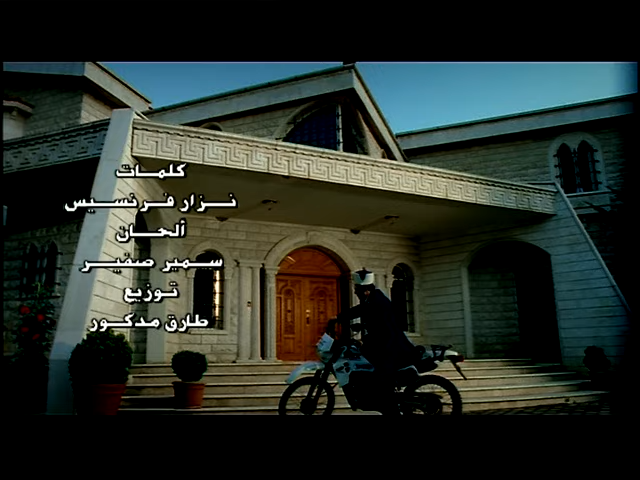 كلمات
نزار فرنسيس
ألحان
سمير صفير
توزيع
طارق مدكور